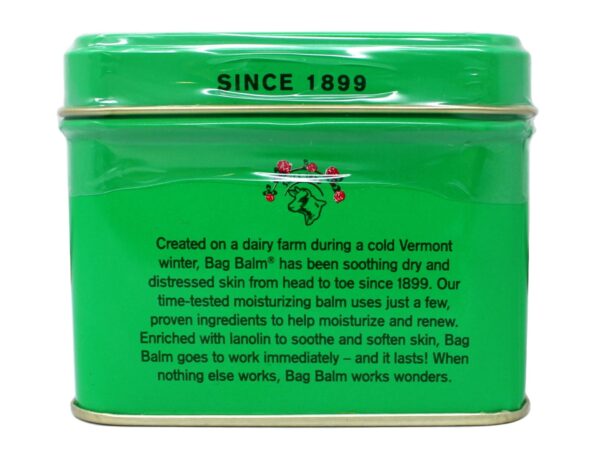 SINCE 1899
Created on a dairy farm during a cold Vermont
winter, Bag Balm® has been soothing dry and
distressed skin from head to toe since 1899. Our
time-tested moisturizing balm uses just a few,
proven ingredients to help moisturize and renew.
Enriched with lanolin to soothe and soften skin, Bag
Balm goes to work immediately – and it lasts! When
nothing else works, Bag Balm works wonders.